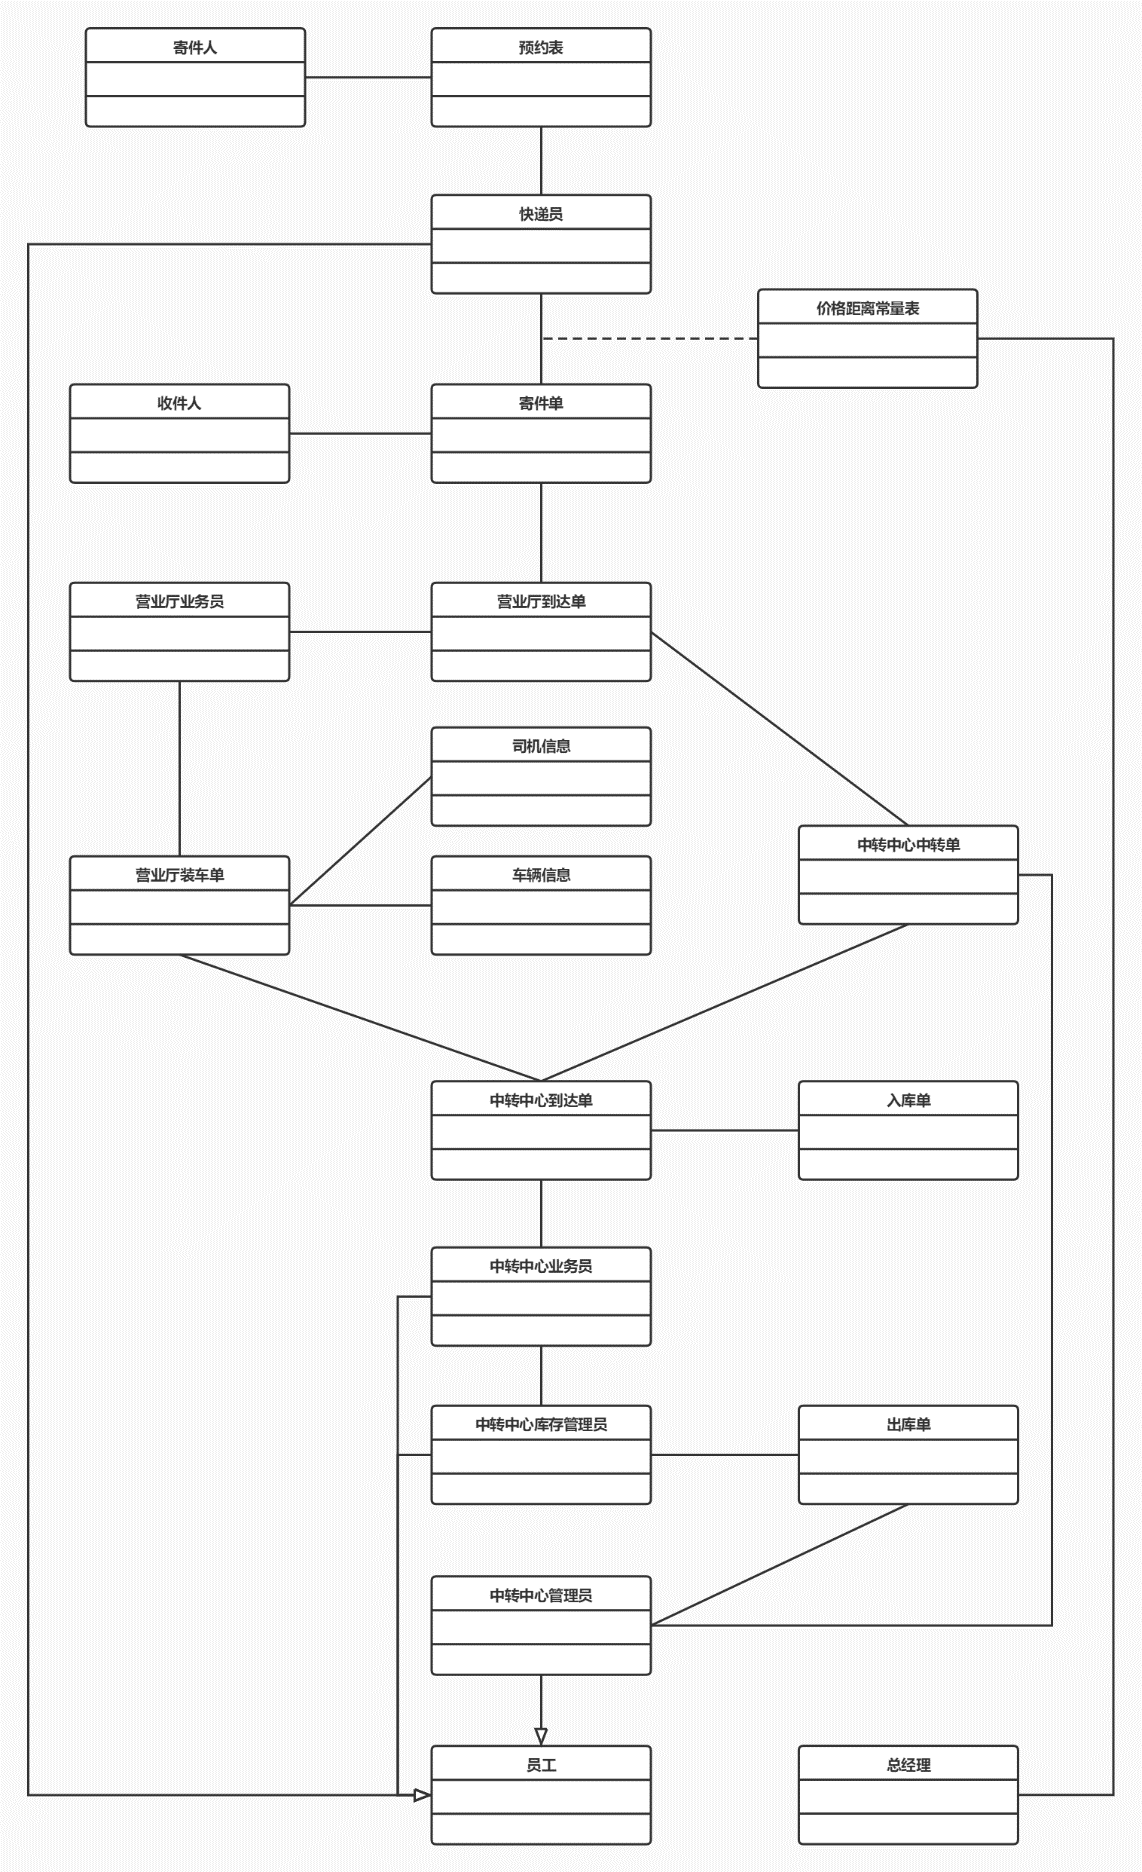 寄件人
预约表
快递员
价格距离常量表
收件人
寄件单
营业厅业务员
营业厅到达单
司机信息
中转中心中转单
营业厅装车单
车辆信息
中转中心到达单
入库单
中转中心业务员
中转中心库存管理员
出库单
中转中心管理员
员工
总经理